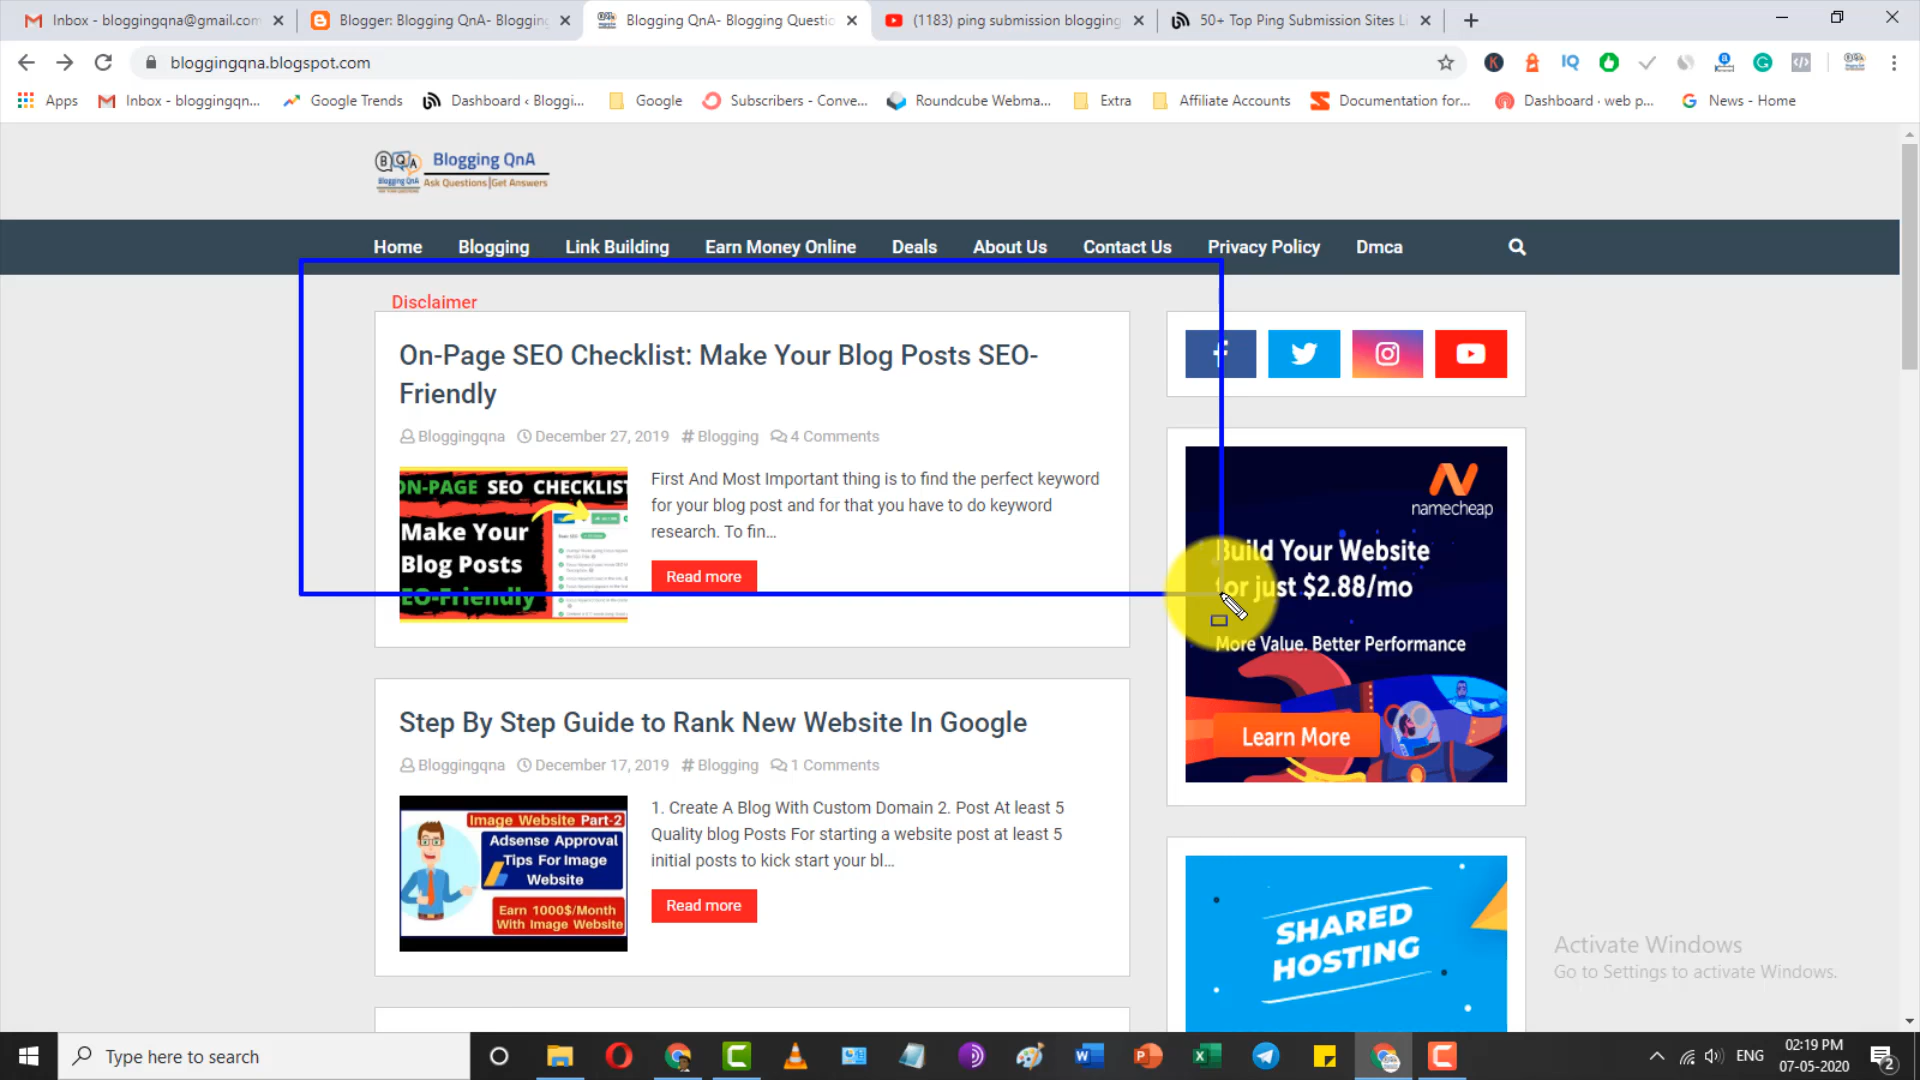 Inbox - bloggingqna@gmail.com
Blogger: Blogging QnA- Blogging
Blogging QnA- Blogging Questio
(1183) ping submission blogging
50+ Top Ping Submission Sites Li
bloggingqna.blogspot.com
Apps
Inbox - bloggingqn...
Google Trends
Dashboard ‹ Bloggi...
Google
Subscribers - Conve...
Roundcube Webma...
Extra
Affiliate Accounts
Documentation for...
Dashboard · web p...
News - Home
BQA
Blogging QnA
Blogging QnA
Ask Questions|Get Answers
Home
Blogging
Link Building
Earn Money Online
Deals
About Us
Contact Us
Privacy Policy
Dmca
Disclaimer
On-Page SEO Checklist: Make Your Blog Posts SEO-
Friendly
Bloggingqna December 27, 2019 # Blogging 4 Comments
ON-PAGE SEO CHECKLIST
Make Your
Blog Posts
EO-Friendly
First And Most Important thing is to find the perfect keyword
for your blog post and for that you have to do keyword
research. To fin...
Read more
Step By Step Guide to Rank New Website In Google
Bloggingqna December 17, 2019 # Blogging 1 Comments
Image Website Part-2
Adsense Approval
Tips For Image
Website
Earn 1000$/Month
With Image Website
1. Create A Blog With Custom Domain 2. Post At least 5
Quality blog Posts For starting a website post at least 5
initial posts to kick start your bl...
Read more
namecheap
Build Your Website
for just $2.88/mo
More Value. Better Performance
Learn More
SHARED
HOSTING
Activate Windows
Go to Settings to activate Windows.
Type here to search
ENG
02:19 PM
07-05-2020
2